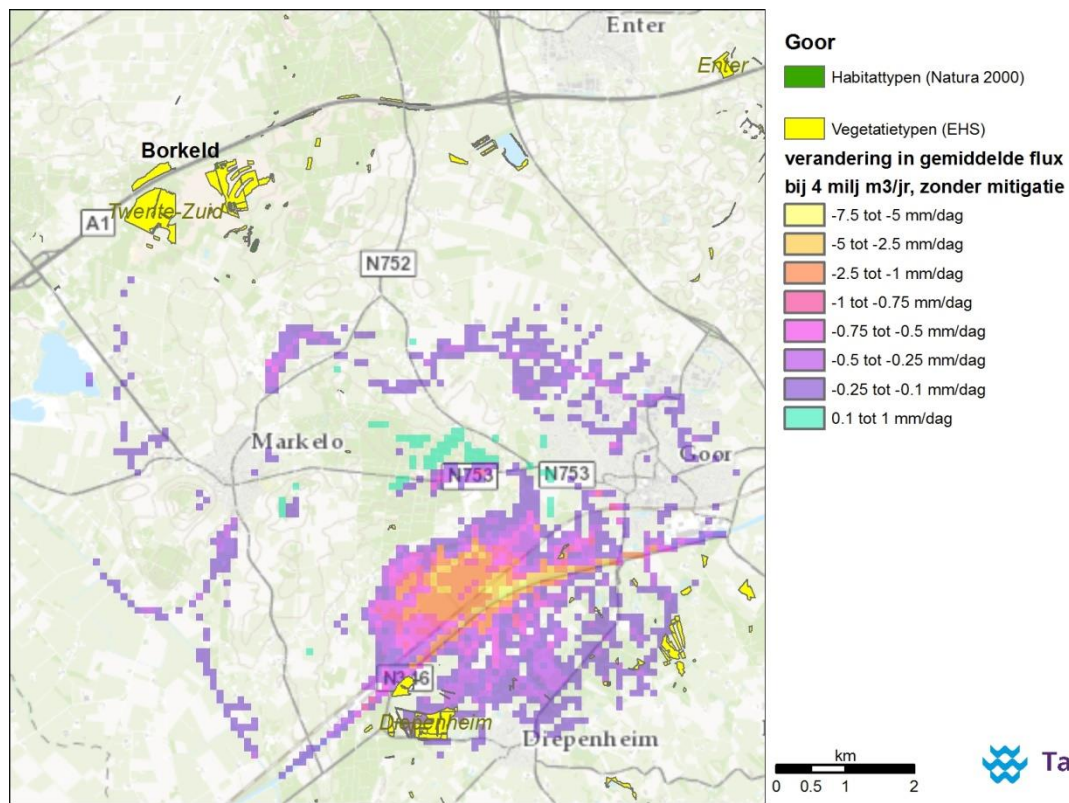 Enter
Enter
Borkeld
Twente-Zuid
A1
N752
Markelo
N753
N753
Goor
N346
Diepenheim
Diepenheim
Goor
Habitattypen (Natura 2000)
Vegetatietypen (EHS)
verandering in gemiddelde flux
bij 4 milj m3/jr, zonder mitigatie
-7.5 tot -5 mm/dag
-5 tot -2.5 mm/dag
-2.5 tot -1 mm/dag
-1 tot -0.75 mm/dag
-0.75 tot -0.5 mm/dag
-0.5 tot -0.25 mm/dag
-0.25 tot -0.1 mm/dag
0.1 tot 1 mm/dag
km
0 0.5 1 2
Ta